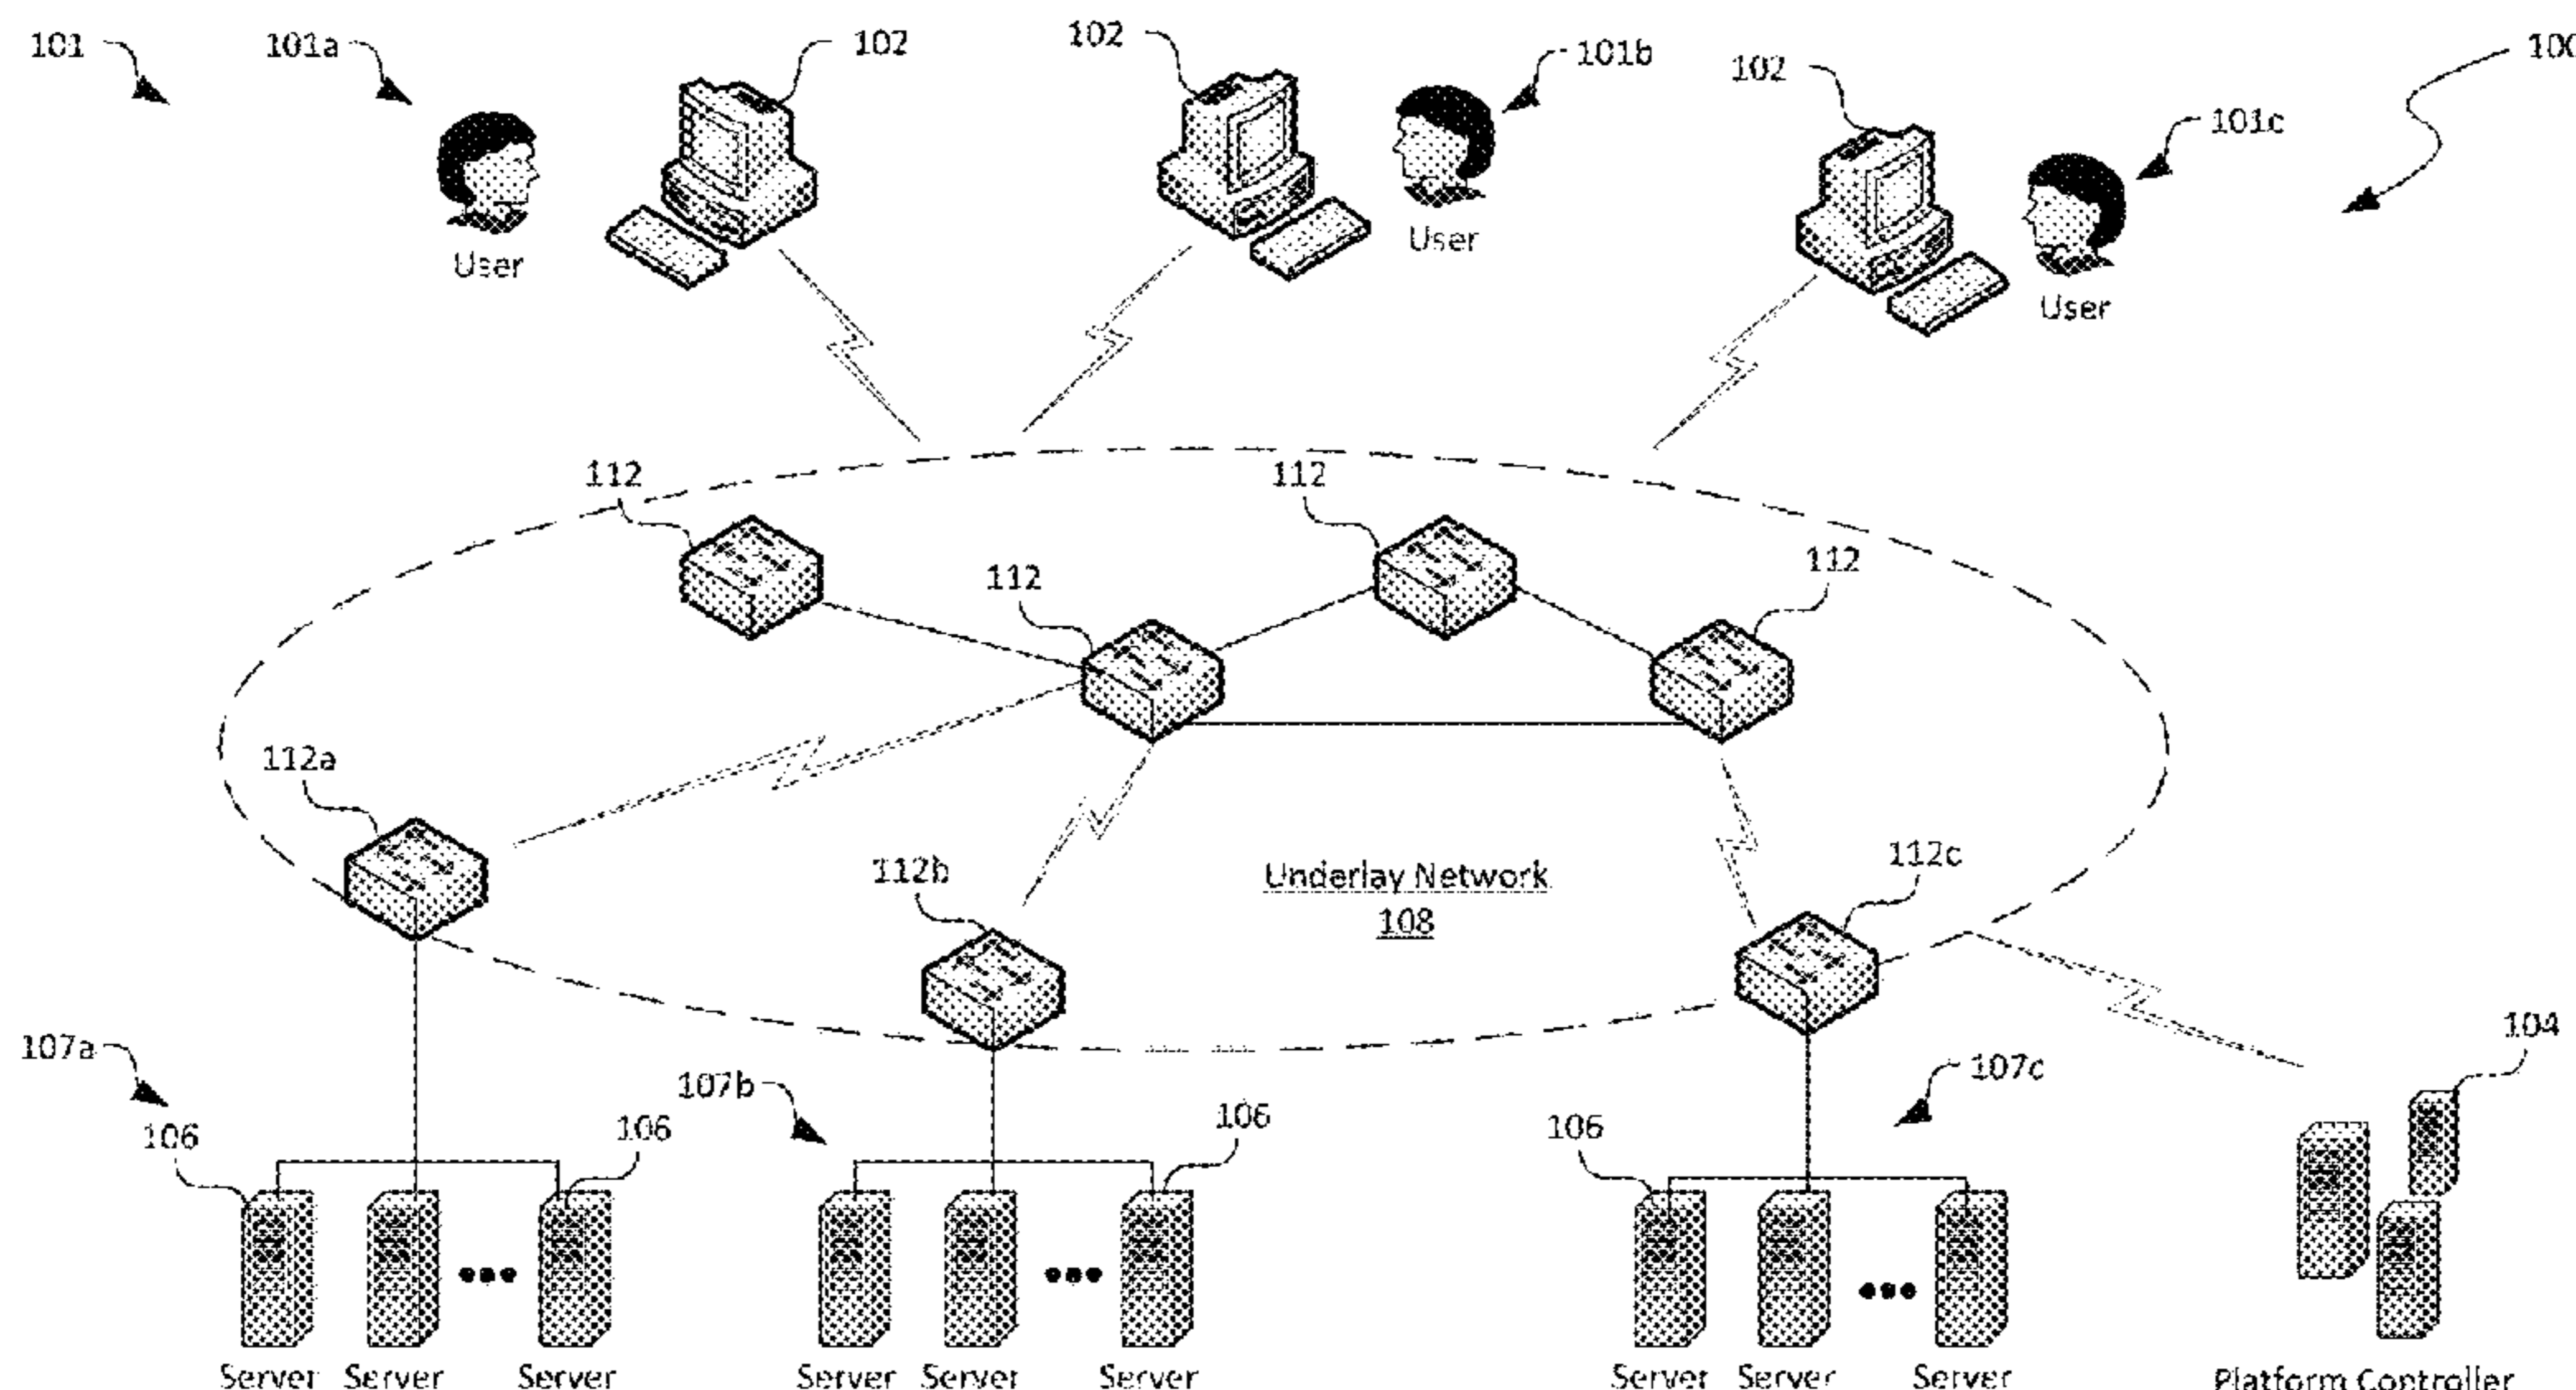 101
101a
102
102
101b
102
101c
100
User
User
User
112
112
112
112
112a
112b
112c
Underlay Network
108
107a
107b
107c
104
106
106
106
106
Server
Server
Server
Server
Server
Server
Server
Server
Server
Platform Controller